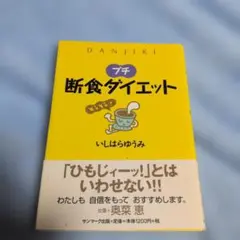 DANJIKI
プチ
断食ダイエット
いしはらゆうみ
「ひもじィーッ!」とは
いわせない!!
わたしも 自信をもって おすすめします。
女優・奥菜 恵
サンマーク出版●定価=本体1200円+税